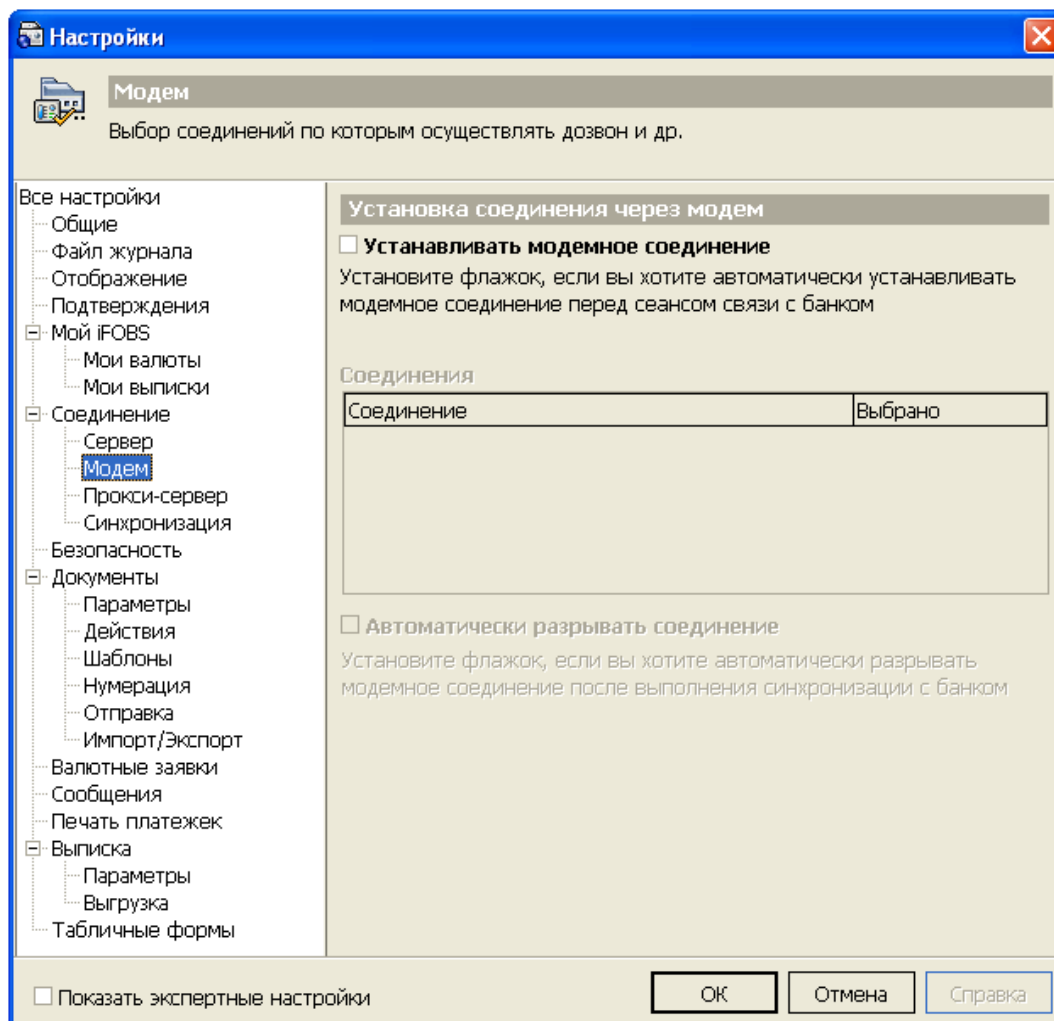 Настройки
Модем
Выбор соединений по которым осуществлять дозвон и др.
Все настройки
Общие
Файл журнала
Отображение
Подтверждения
Мой iFOBS
Мои валюты
Мои выписки
Соединение
Сервер
Модем
Прокси-сервер
Синхронизация
Безопасность
Документы
Параметры
Действия
Шаблоны
Нумерация
Отправка
Импорт/Экспорт
Валютные заявки
Сообщения
Печать платежек
Выписка
Параметры
Выгрузка
Табличные формы
Установка соединения через модем
Устанавливать модемное соединение
Установите флажок, если вы хотите автоматически устанавливать
модемное соединение перед сеансом связи с банком
Соединения
Соединение Выбрано
Автоматически разрывать соединение
Установите флажок, если вы хотите автоматически разрывать
модемное соединение после выполнения синхронизации с банком
Показать экспертные настройки
ОК Отмена Справка